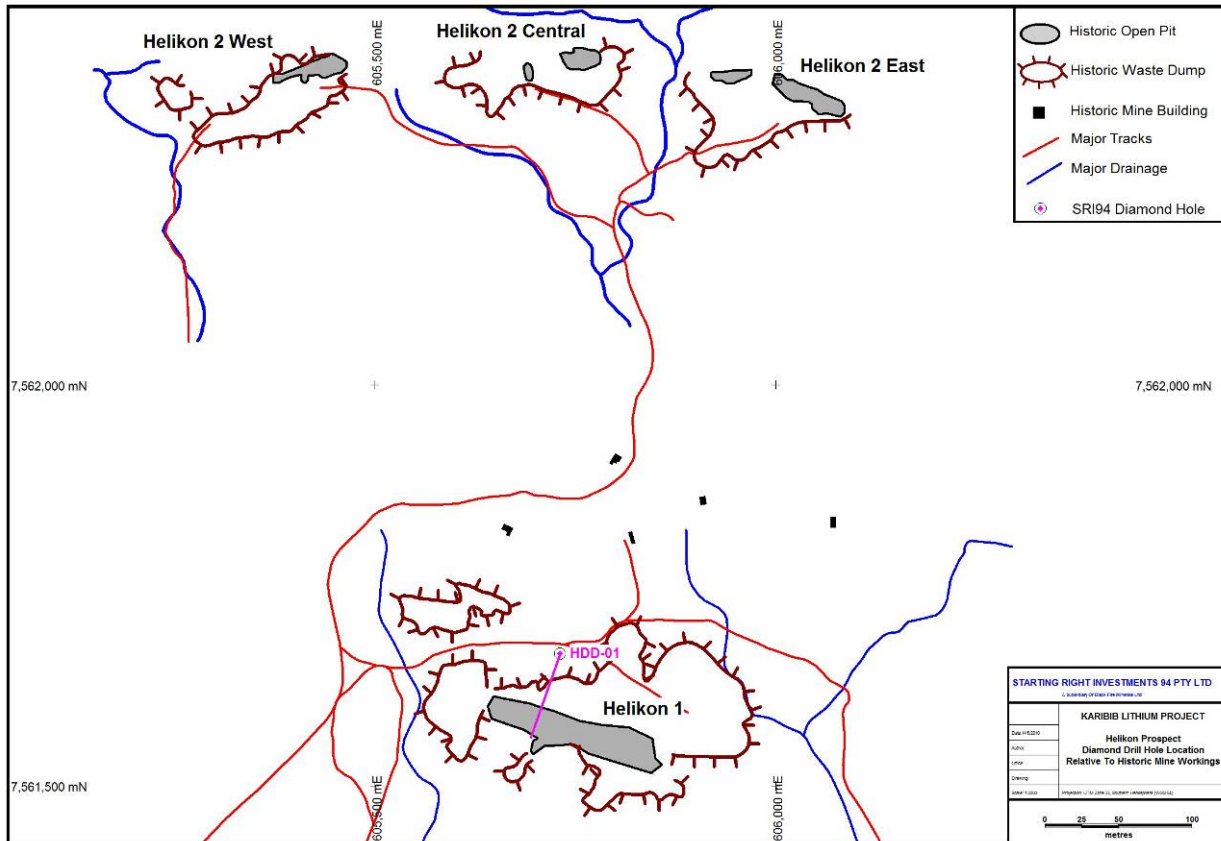 Helikon 2 West
605,500 mE
Helikon 2 Central
606,000 mE
Helikon 2 East
Historic Open Pit
Historic Waste Dump
Historic Mine Building
Major Tracks
Major Drainage
SRI94 Diamond Hole
7,562,000 mN
7,562,000 mN
HDD-01
Helikon 1
7,561,500 mN
605,500 mE
606,000 mE
STARTING RIGHT INVESTMENTS 94 PTY LTD
KARIBIB LITHIUM PROJECT
Helikon Prospect
Diamond Drill Hole Location
Relative To Historic Mine Workings
Author:
Office:
Drawing:
0 25 50 100
metres